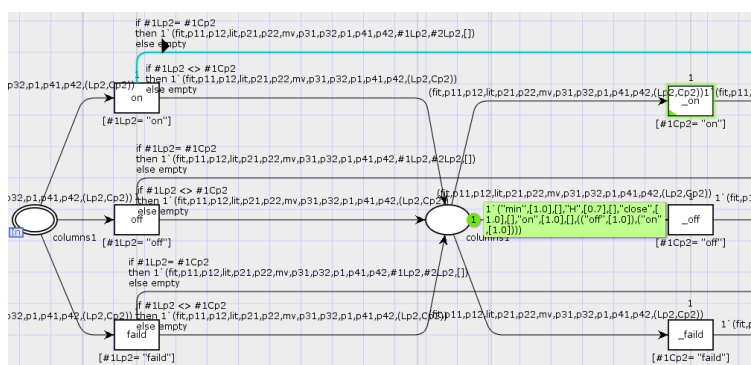 if #1Lp2= #1Cp2
then 1`(fit,p11,p12,lit,p21,p22,mv,p31,p32,p1,p41,p42,#1Lp2,#2Lp2,[])
else empty
if #1Lp2 <> #1Cp2
then 1`(fit,p11,p12,lit,p21,p22,mv,p31,p32,p1,p41,p42,(Lp2,Cp2))
else empty
p32,p1,p41,p42,(Lp2,Cp2))
on
[#1Lp2= "on"]
(fit,p11,p12,lit,p21,p22,mv,p31,p32,p1,p41,p42,(Lp2,Cp2))
1
1`(fit,p11,
_on
[#1Cp2= "on"]
if #1Lp2= #1Cp2
then 1`(fit,p11,p12,lit,p21,p22,mv,p31,p32,p1,p41,p42,#1Lp2,#2Lp2,[])
else empty
if #1Lp2 <> #1Cp2
then 1`(fit,p11,p12,lit,p21,p22,mv,p31,p32,p1,p41,p42,(Lp2,Cp2))
else empty
p32,p1,p41,p42,(Lp2,Cp2))
off
[#1Lp2= "off"]
In
columns1
(fit,p11,p12,lit,p21,p22,mv,p31,p32,p1,p41,p42,(Lp2,Cp2))
1
1`("min",[1.0],[],"H",[0.7],[],"close",[
1.0],[],"on",[1.0],[],(("off",[1.0]),("on"
,[1.0])))
columns1
1`(fit
_off
[#1Cp2= "off"]
if #1Lp2= #1Cp2
then 1`(fit,p11,p12,lit,p21,p22,mv,p31,p32,p1,p41,p42,#1Lp2,#2Lp2,[])
else empty
if #1Lp2 <> #1Cp2
then 1`(fit,p11,p12,lit,p21,p22,mv,p31,p32,p1,p41,p42,(Lp2,Cp2))
else empty
p32,p1,p41,p42,(Lp2,Cp2))
faild
[#1Lp2= "faild"]
p11,p12,lit,p21,p22,mv,p31,p32,p1,p41,p42,(Lp2,Cp2))
1
1`(fit,p
_faild
[#1Cp2= "faild"]